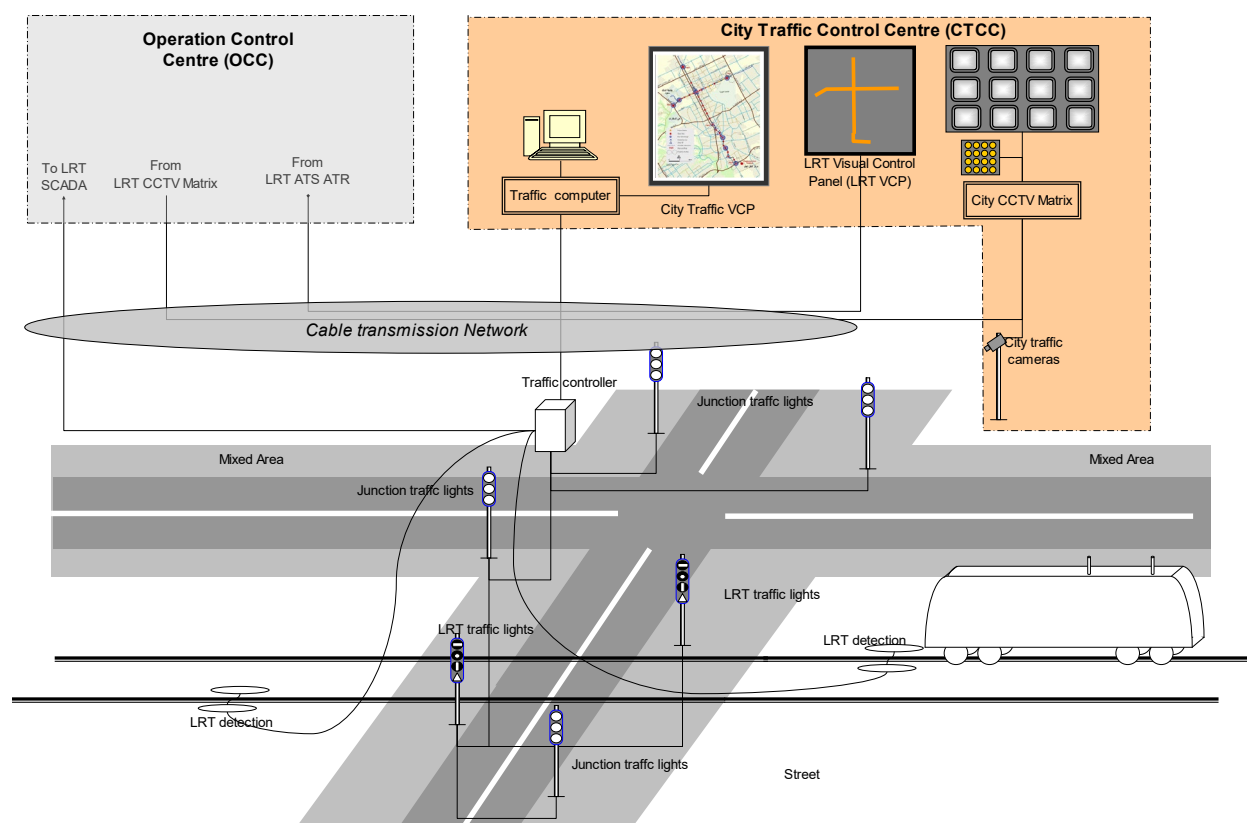 Operation Control
Centre (OCC)
City Traffic Control Centre (CTCC)
To LRT
SCADA
From
LRT CCTV Matrix
From
LRT ATS ATR
Traffic computer
City Traffic VCP
LRT Visual Control
Panel (LRT VCP)
City CCTV Matrix
Cable transmission Network
City traffic
cameras
Traffic controller
Junction traffc lights
Mixed Area
Mixed Area
Junction traffc lights
LRT traffic lights
LRT traffic lights
LRT detection
LRT detection
Junction traffc lights
Street